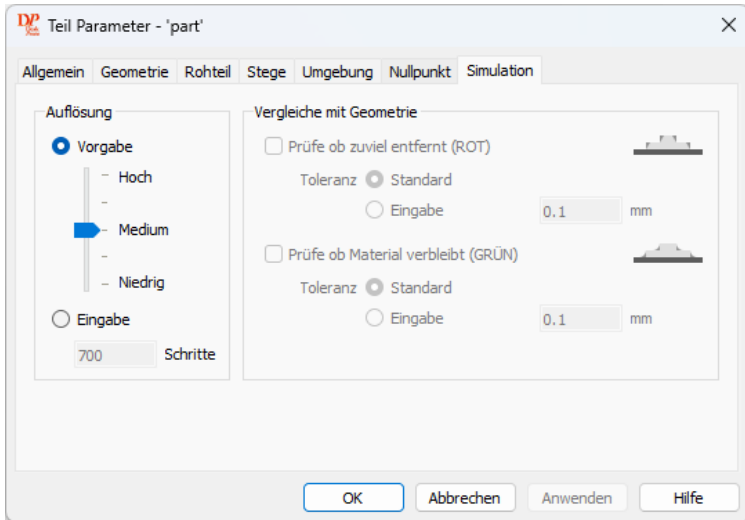 DP
Teil Parameter - 'part'
Allgemein Geometrie Rohteil Stege Umgebung Nullpunkt Simulation
Auflösung
Vorgabe
Hoch
Medium
Niedrig
Eingabe
700 Schritte
Vergleiche mit Geometrie
Prüfe ob zuviel entfernt (ROT)
Toleranz Standard
Eingabe 0.1 mm
Prüfe ob Material verbleibt (GRÜN)
Toleranz Standard
Eingabe 0.1 mm
OK Abbrechen Anwenden Hilfe